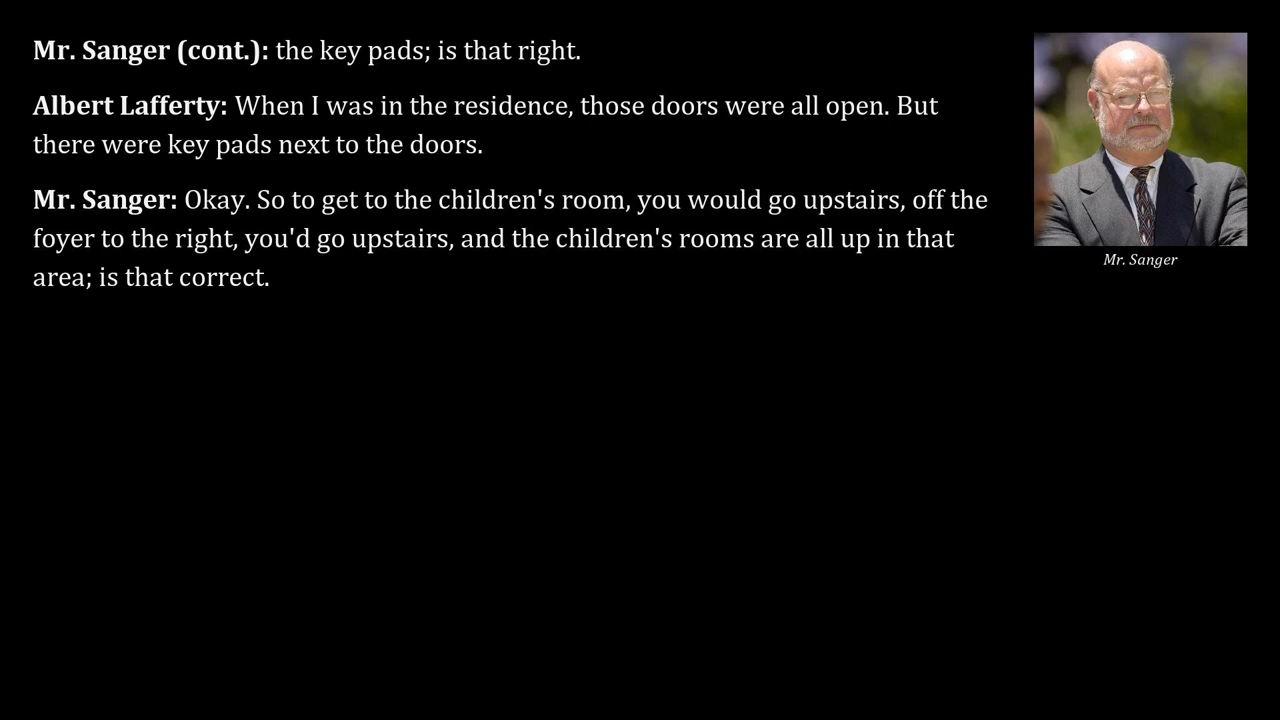 Mr. Sanger (cont.): the key pads; is that right.
Albert Lafferty: When I was in the residence, those doors were all open. But
there were key pads next to the doors.
Mr. Sanger: Okay. So to get to the children's room, you would go upstairs, off the
foyer to the right, you'd go upstairs, and the children's rooms are all up in that
area; is that correct.
Mr. Sanger